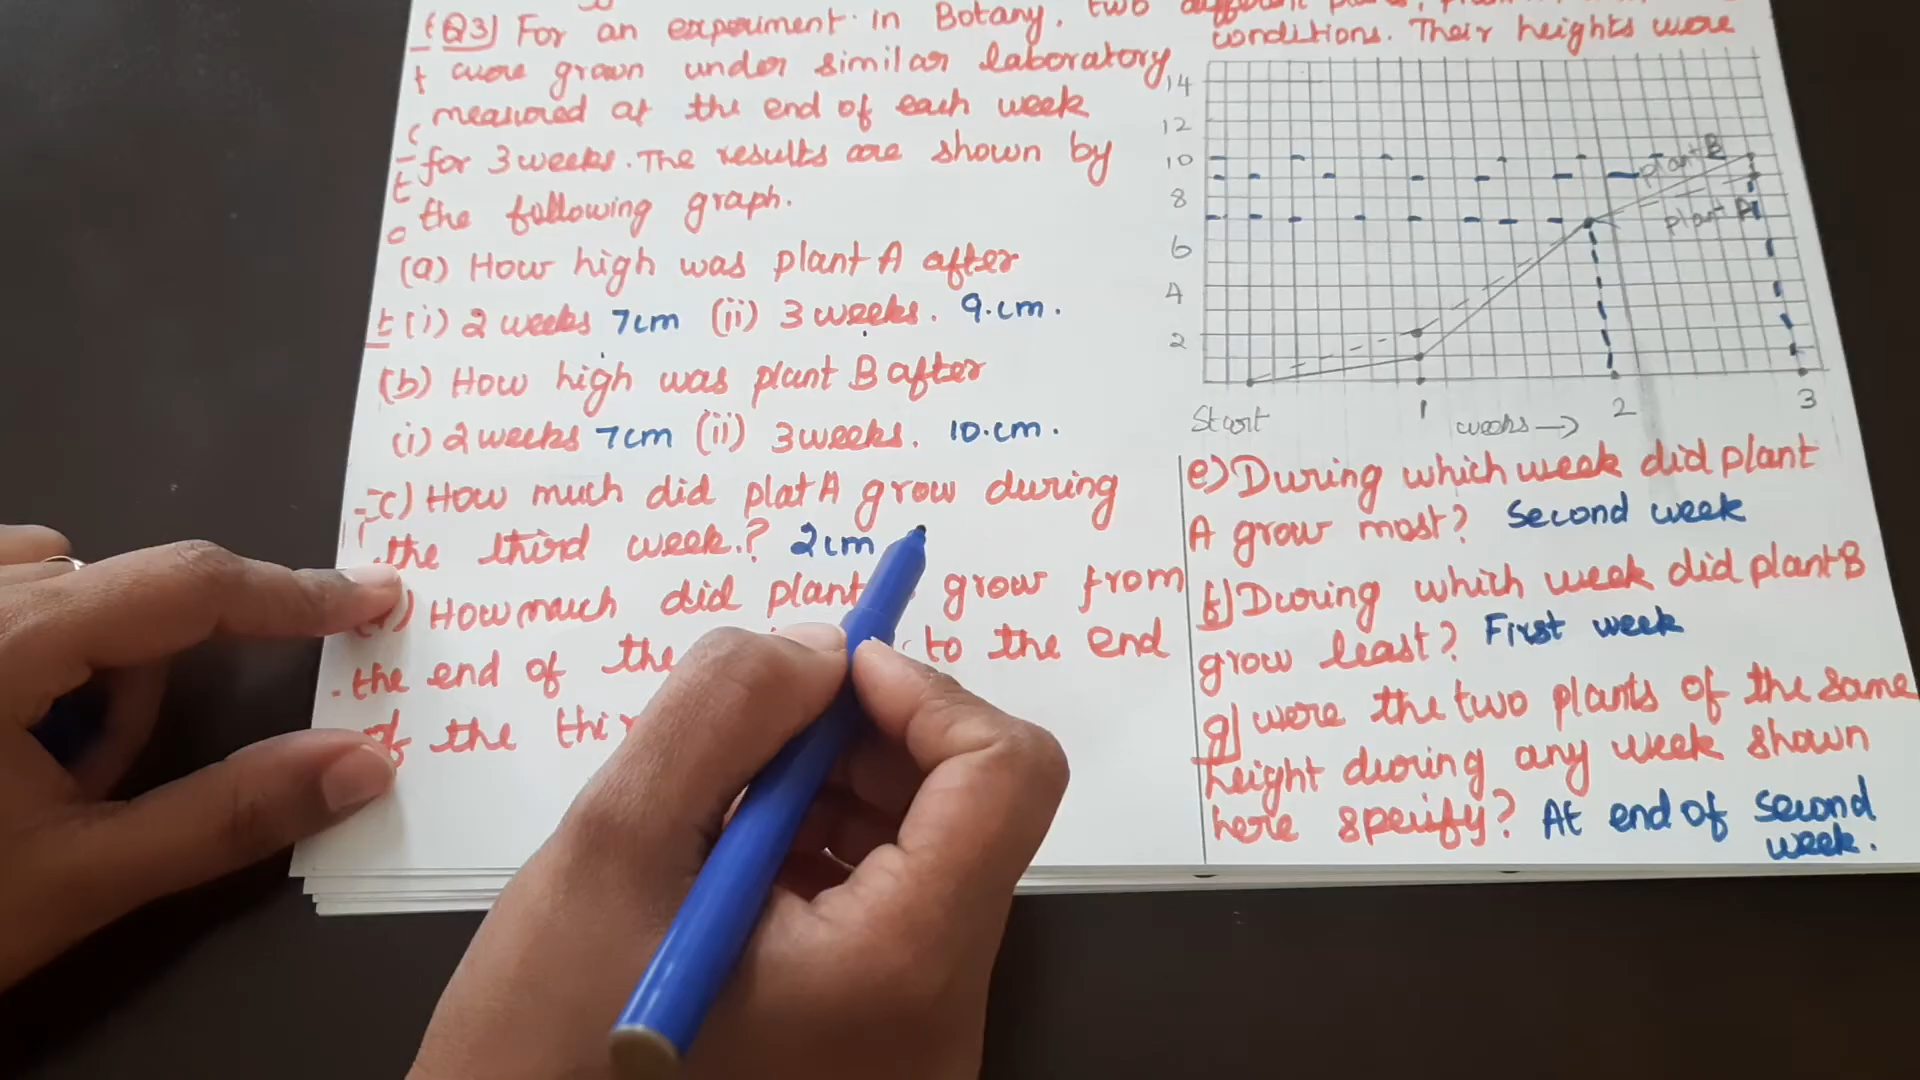 (Q3) For an experiment in Botany, two different
were grown under similar laboratory conditions. Their heights were
measured at the end of each week
for 3 weeks. The results are shown by
the following graph.
(a) How high was plant A after
(i) 2 weeks 7cm (ii) 3 weeks. 9.cm.
(b) How high was plant B after
(i) 2 weeks 7cm (ii) 3 weeks. 10.cm.
c) How much did plat A grow during
the third week.? 2cm
How much did plant grow from
the end of the to the end
of the
14
12
10
8
6
4
2
plant B
plant A
Start 1 weeks → 2 3
e) During which week did plant
A grow most? Second week
f) During which week did plant B
grow least? First week
g) were the two plants of the same
height during any week shown
here specify? At end of second
week.